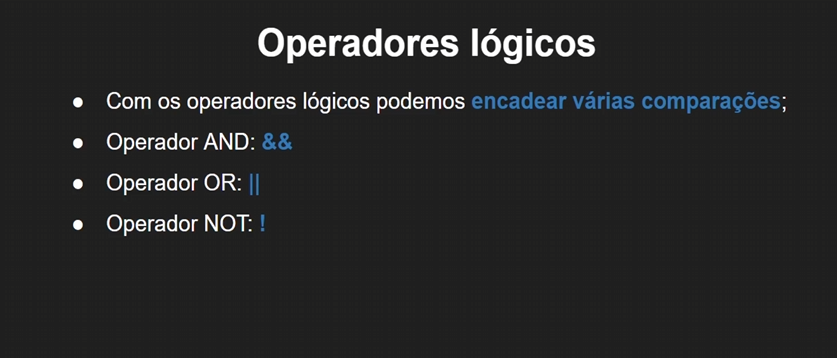 Operadores lógicos
● Com os operadores lógicos podemos encadear várias comparações;
● Operador AND: &&
● Operador OR: ||
● Operador NOT: !